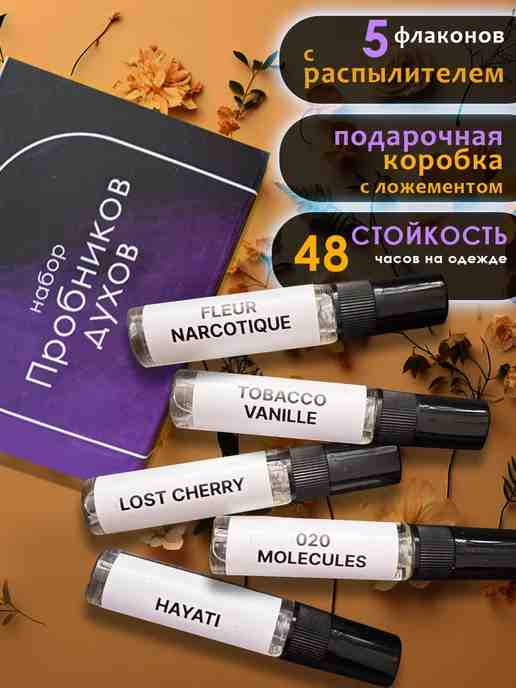 5 флаконов
с
распылителем
подарочная
коробка
с ложементом
48 СТОЙКОСТЬ
часов на одежде
набор
Пробников
духов
FLEUR
NARCOTIQUE
TOBACCO
VANILLE
LOST CHERRY
020
MOLECULES
HAYATI